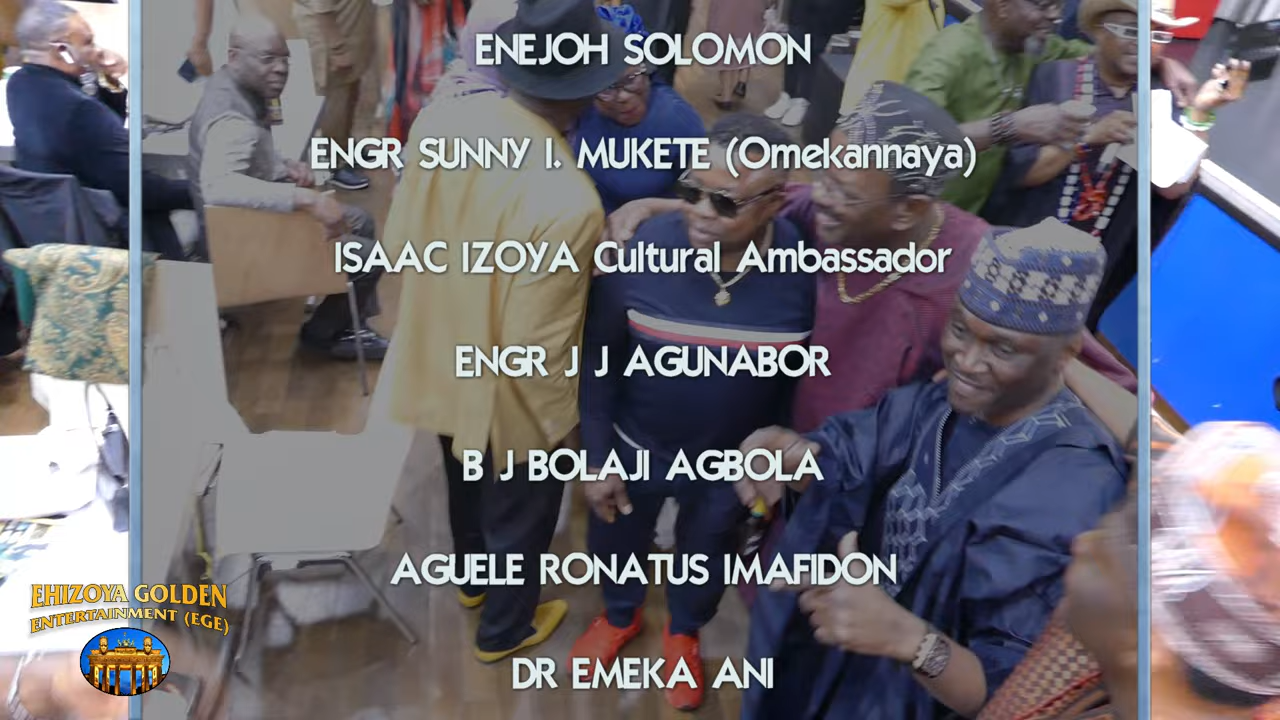 ENEJOH SOLOMON
ENGR SUNNY I. MUKETE (Omekannaya)
ISAAC IZOYA Cultural Ambassador
ENGR J J AGUNABOR
B J BOLAJI AGBOLA
AGUELE RONATUS IMAFIDON
DR EMEKA ANI
EHIZOYA GOLDEN
ENTERTAINMENT (EGE)